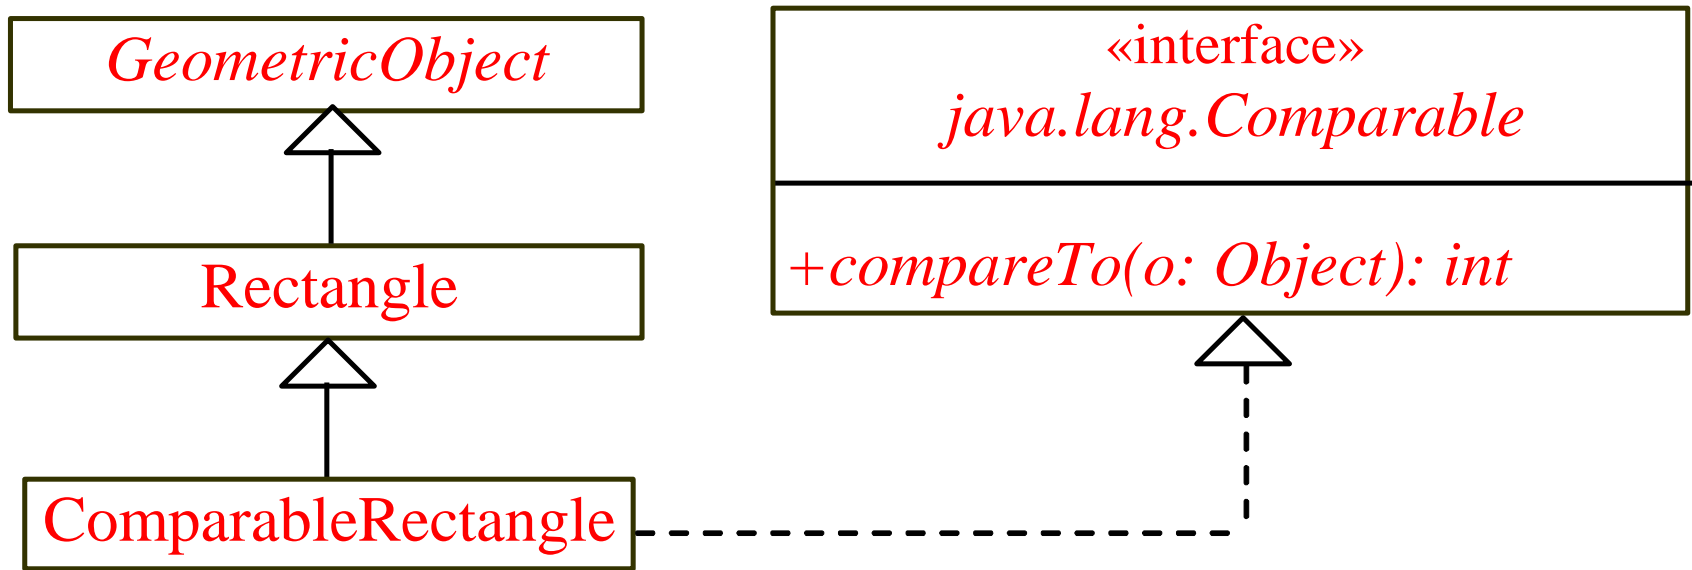 GeometricObject
Rectangle
ComparableRectangle
«interface»
java.lang.Comparable
+compareTo(o: Object): int